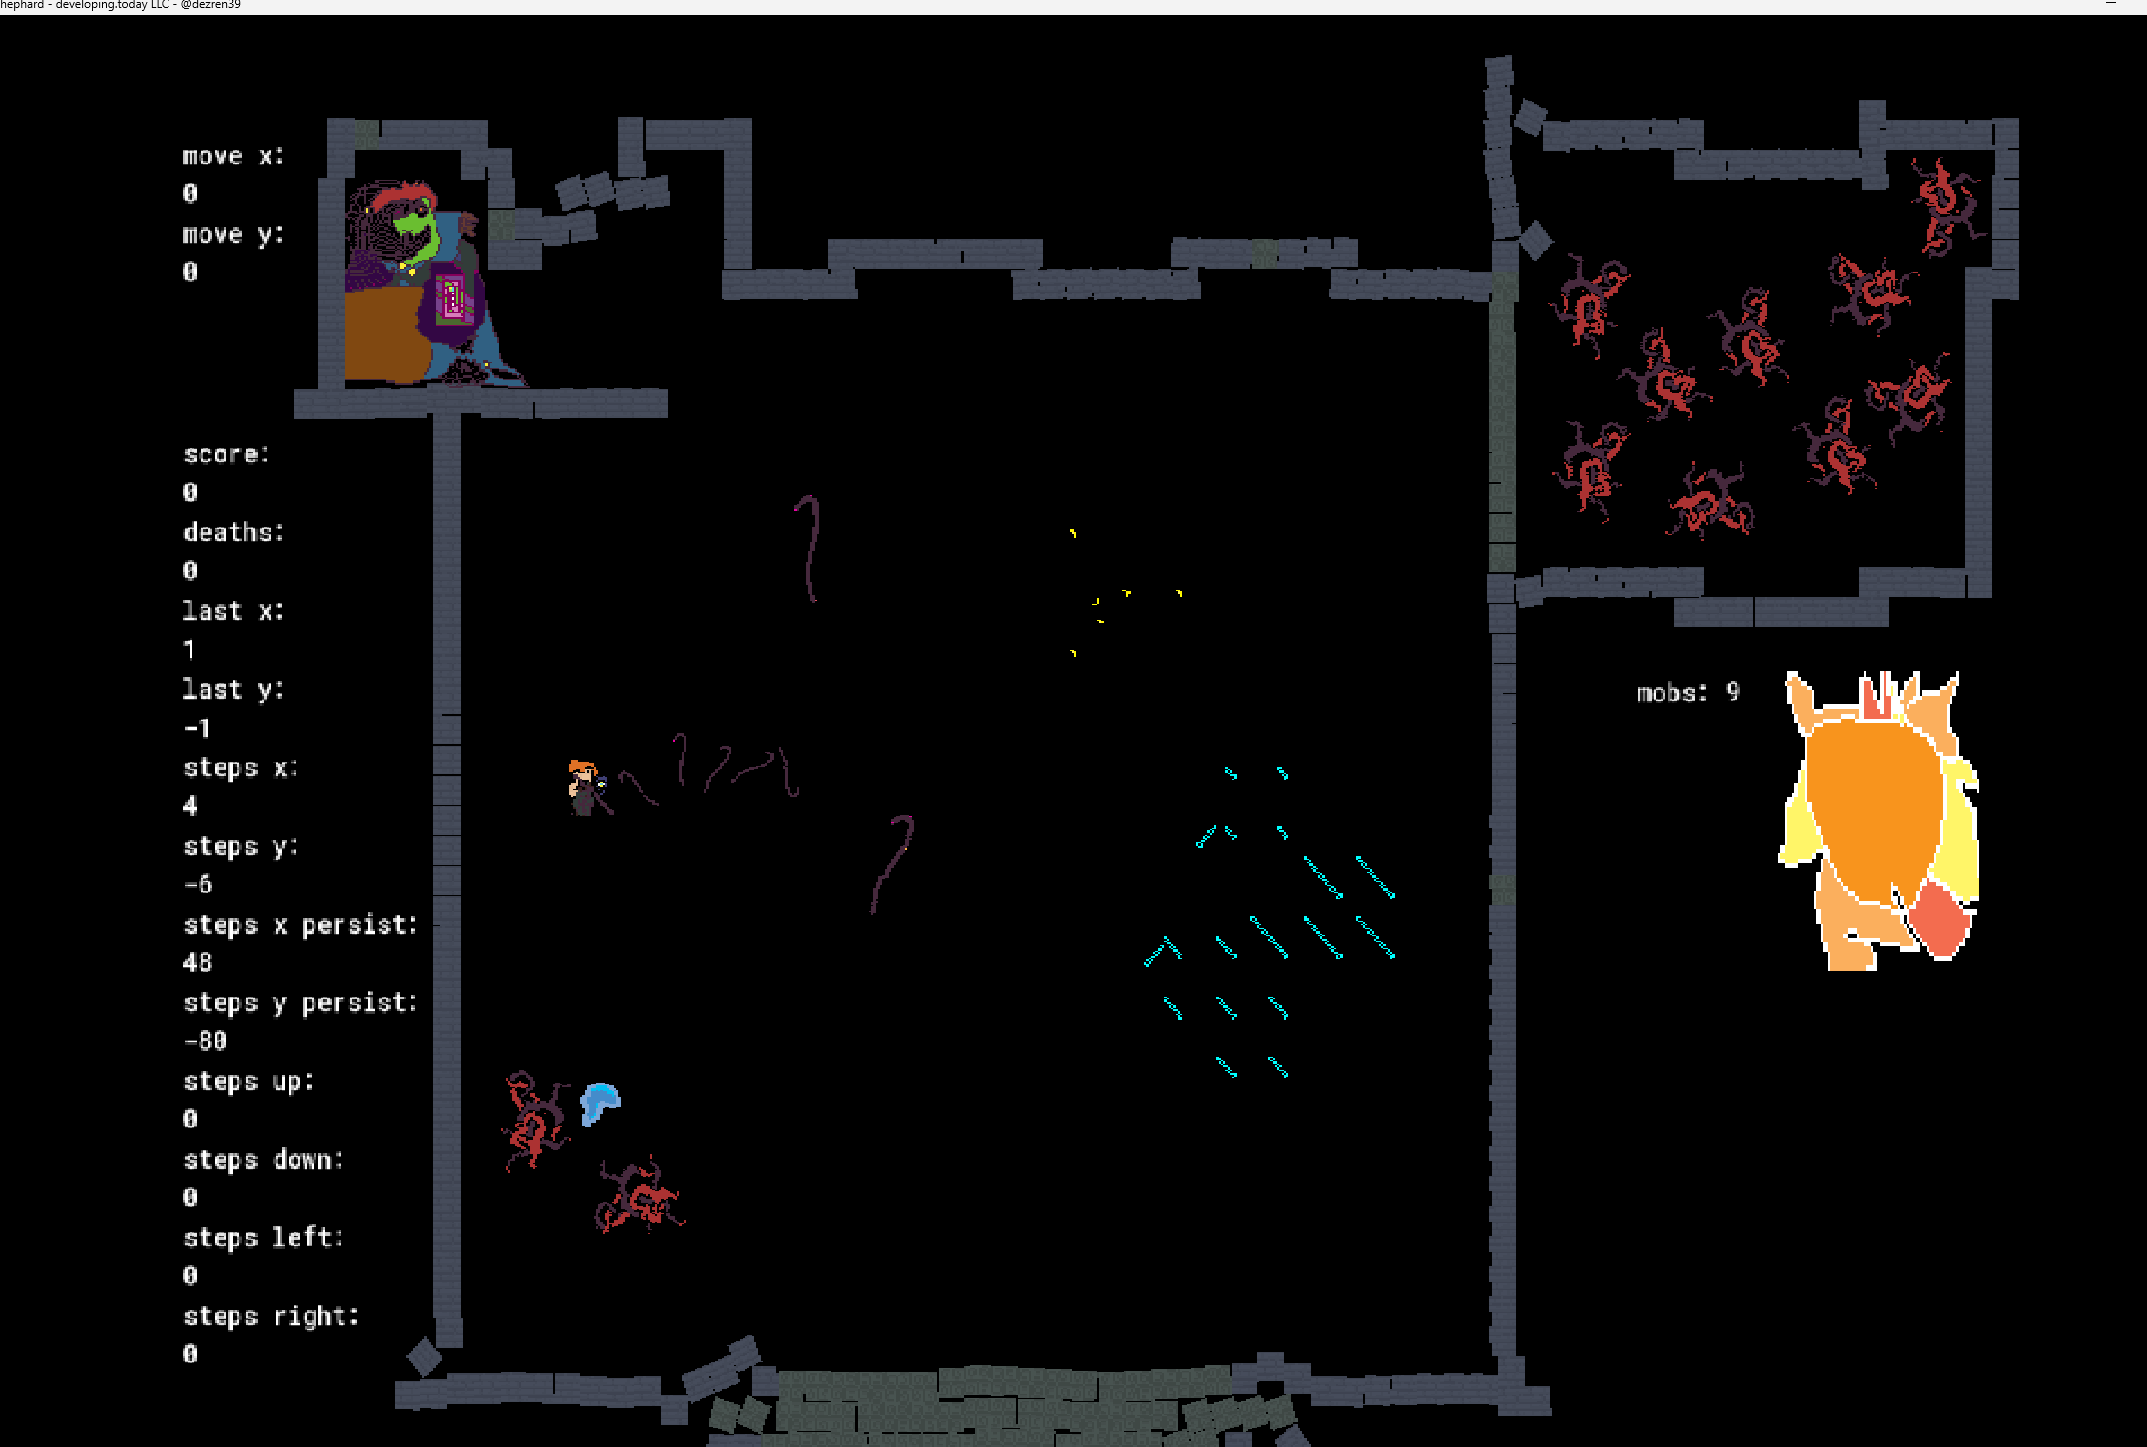 hephard - developing.today LLC - @dezren39
move x:
0
move y:
0
score:
0
deaths:
0
last x:
1
last y:
-1
steps x:
4
steps y:
-6
steps x persist:
48
steps y persist:
-80
steps up:
0
steps down:
0
steps left:
0
steps right:
0
mobs: 9